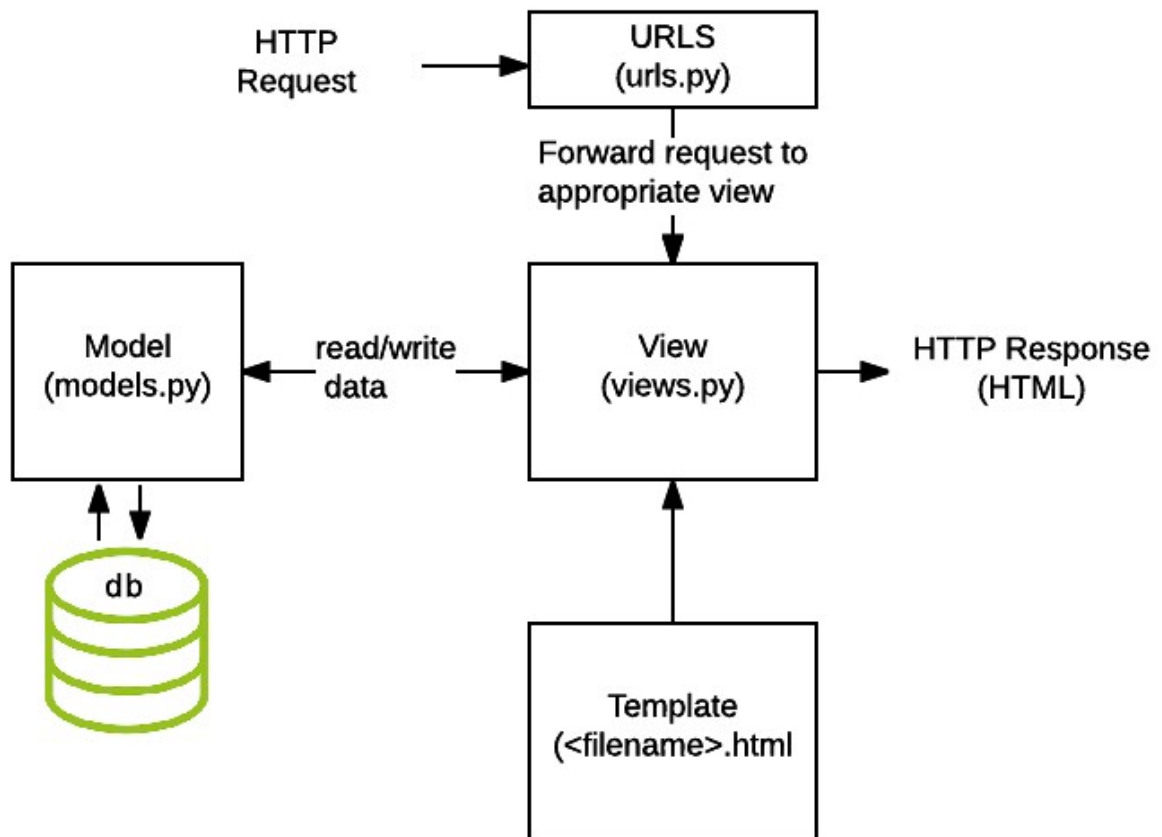 HTTP
Request
URLS
(urls.py)
Forward request to
appropriate view
Model
(models.py)
read/write
data
View
(views.py)
HTTP Response
(HTML)
db
Template
(<filename>.html